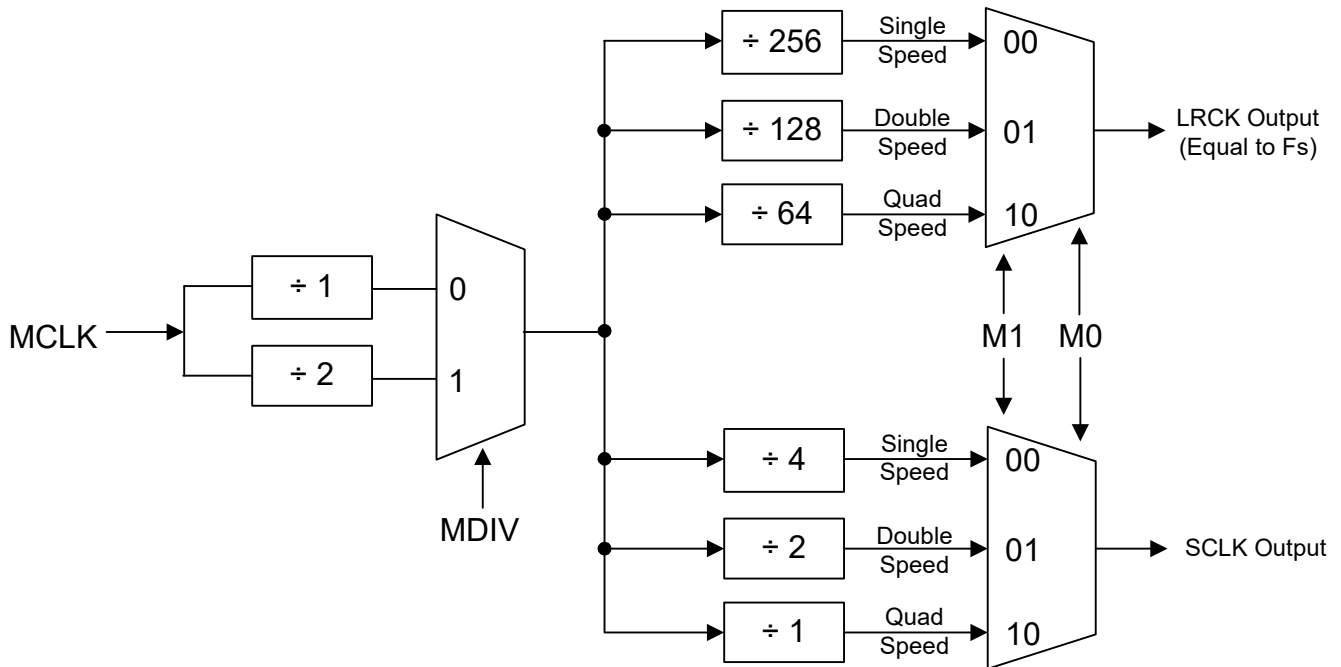 ÷ 256
Single
Speed
00
÷ 128
Double
Speed
01
LRCK Output
(Equal to Fs)
÷ 64
Quad
Speed
10
MCLK
÷ 1
0
÷ 2
1
MDIV
M1
M0
÷ 4
Single
Speed
00
÷ 2
Double
Speed
01
SCLK Output
÷ 1
Quad
Speed
10